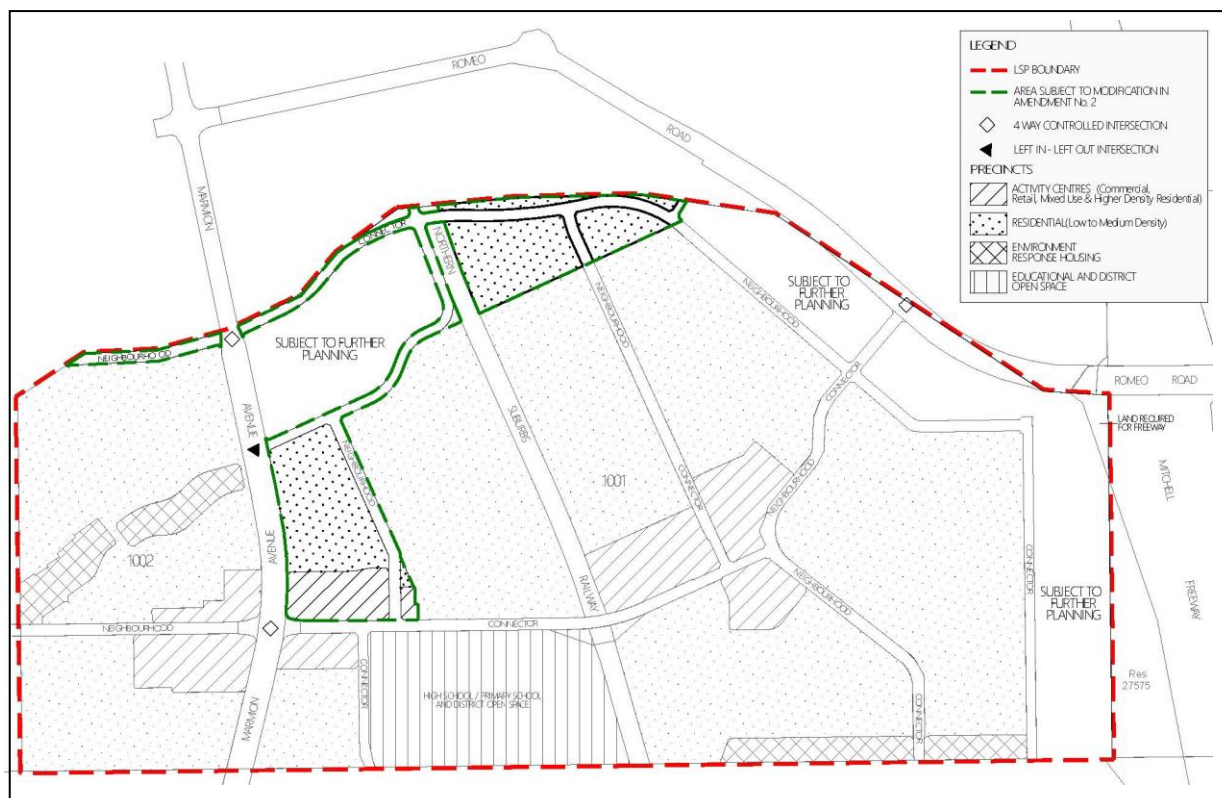 LEGEND
LSP BOUNDARY
AREA SUBJECT TO MODIFICATION IN
AMENDMENT No. 2
4 WAY CONTROLLED INTERSECTION
LEFT IN - LEFT OUT INTERSECTION
PRECINCTS
ACTIVITY CENTRES (Commercial,
Retail, Mixed Use & Higher Density Residential)
RESIDENTIAL(Low to Medium Density)
ENVIRONMENT
RESPONSE HOUSING
EDUCATIONAL AND DISTRICT
OPEN SPACE
ROMEO
ROAD
MARMION
CONNECTOR
NORTHERN
NEIGHBOURHOOD
NEIGHBOURHOOD
SUBJECT TO
FURTHER
PLANNING
NEIGHBOURHOOD
SUBJECT TO FURTHER
PLANNING
CONNECTOR
ROMEO ROAD
LAND REQUIRED
FOR FREEWAY
AVENUE
SUBURBS
NEIGHBOURHOOD
1001
CONNECTOR
NEIGHBOURHOOD
MITCHELL
1002
AVENUE
RAILWAY
NEIGHBOURHOOD
CONNECTOR
SUBJECT TO
FURTHER
PLANNING
FREEWAY
NEIGHBOURHOOD
CONNECTOR
CONNECTOR
HIGH SCHOOL / PRIMARY SCHOOL
AND DISTRICT OPEN SPACE
MARMION
CONNECTOR
Res
27575